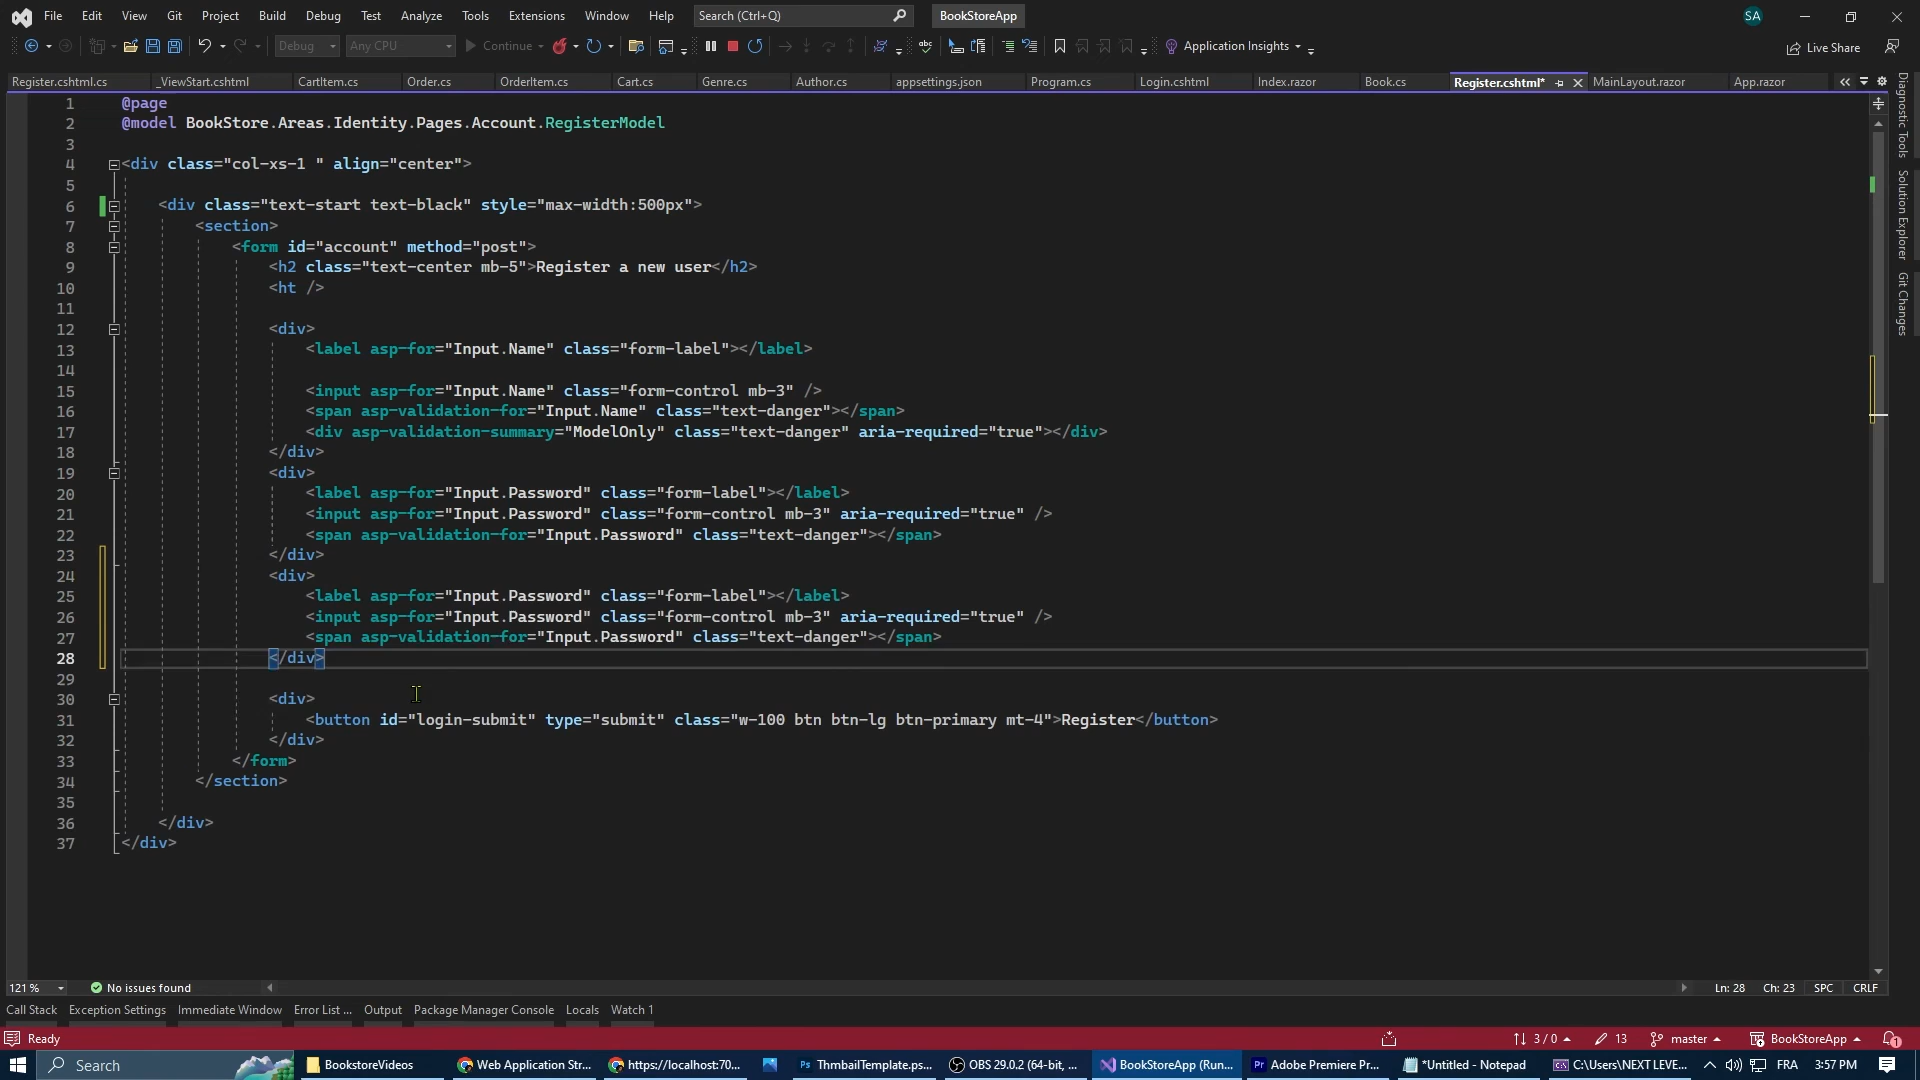 File Edit View Git Project Build Debug Test Analyze Tools Extensions Window Help Search (Ctrl+Q) BookStoreApp SA
Debug Any CPU Continue Application Insights Live Share
Register.cshtml.cs _ViewStart.cshtml CartItem.cs Order.cs OrderItem.cs Cart.cs Genre.cs Author.cs appsettings.json Program.cs Login.cshtml Index.razor Book.cs Register.cshtml* MainLayout.razor App.razor
1 @page
2 @model BookStore.Areas.Identity.Pages.Account.RegisterModel
3
4 <div class="col-xs-1 " align="center">
5
6 <div class="text-start text-black" style="max-width:500px">
7 <section>
8 <form id="account" method="post">
9 <h2 class="text-center mb-5">Register a new user</h2>
10 <ht />
11
12 <div>
13 <label asp-for="Input.Name" class="form-label"></label>
14
15 <input asp-for="Input.Name" class="form-control mb-3" />
16 <span asp-validation-for="Input.Name" class="text-danger"></span>
17 <div asp-validation-summary="ModelOnly" class="text-danger" aria-required="true"></div>
18 </div>
19 <div>
20 <label asp-for="Input.Password" class="form-label"></label>
21 <input asp-for="Input.Password" class="form-control mb-3" aria-required="true" />
22 <span asp-validation-for="Input.Password" class="text-danger"></span>
23 </div>
24 <div>
25 <label asp-for="Input.Password" class="form-label"></label>
26 <input asp-for="Input.Password" class="form-control mb-3" aria-required="true" />
27 <span asp-validation-for="Input.Password" class="text-danger"></span>
28 </div>
29
30 <div>
31 <button id="login-submit" type="submit" class="w-100 btn btn-lg btn-primary mt-4">Register</button>
32 </div>
33 </form>
34 </section>
35
36 </div>
37 </div>
Diagnostic Tools
Solution Explorer
Git Changes
121 % No issues found Ln: 28 Ch: 23 SPC CRLF
Call Stack Exception Settings Immediate Window Error List ... Output Package Manager Console Locals Watch 1
Ready 3 / 0 13 master BookStoreApp 1
Search BookstoreVideos Web Application Str... https://localhost:70... Ps ThmbailTemplate.ps... OBS 29.0.2 (64-bit, ... BookStoreApp (Run... Pr Adobe Premiere Pr... *Untitled - Notepad C:\Users\NEXT LEVE... FRA 3:57 PM